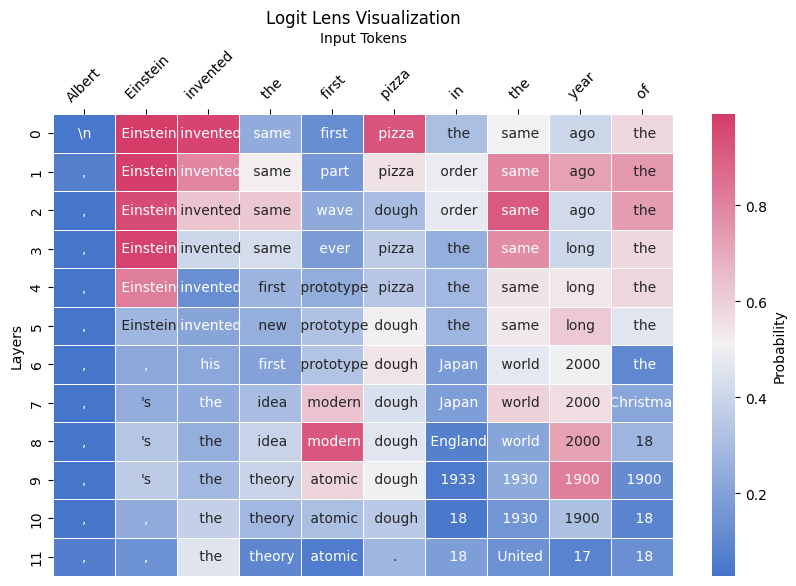 Logit Lens Visualization
Input Tokens
Albert Einstein invented the first pizza in the year of
0 \n Einstein invented same first pizza the same ago the
1 , Einstein invented same part pizza order same ago the
2 , Einstein invented same wave dough order same ago the
3 , Einstein invented same ever pizza the same long the
4 , Einstein invented first prototype pizza the same long the
5 , Einstein invented new prototype dough the same long the
6 , , his first prototype dough Japan world 2000 the
7 , 's the idea modern dough Japan world 2000 Christma
8 , 's the idea modern dough England world 2000 18
9 , 's the theory atomic dough 1933 1930 1900 1900
10 , , the theory atomic dough 18 1930 1900 18
11 , , the theory atomic . 18 United 17 18
Layers
0.8
0.6
0.4
0.2
Probability